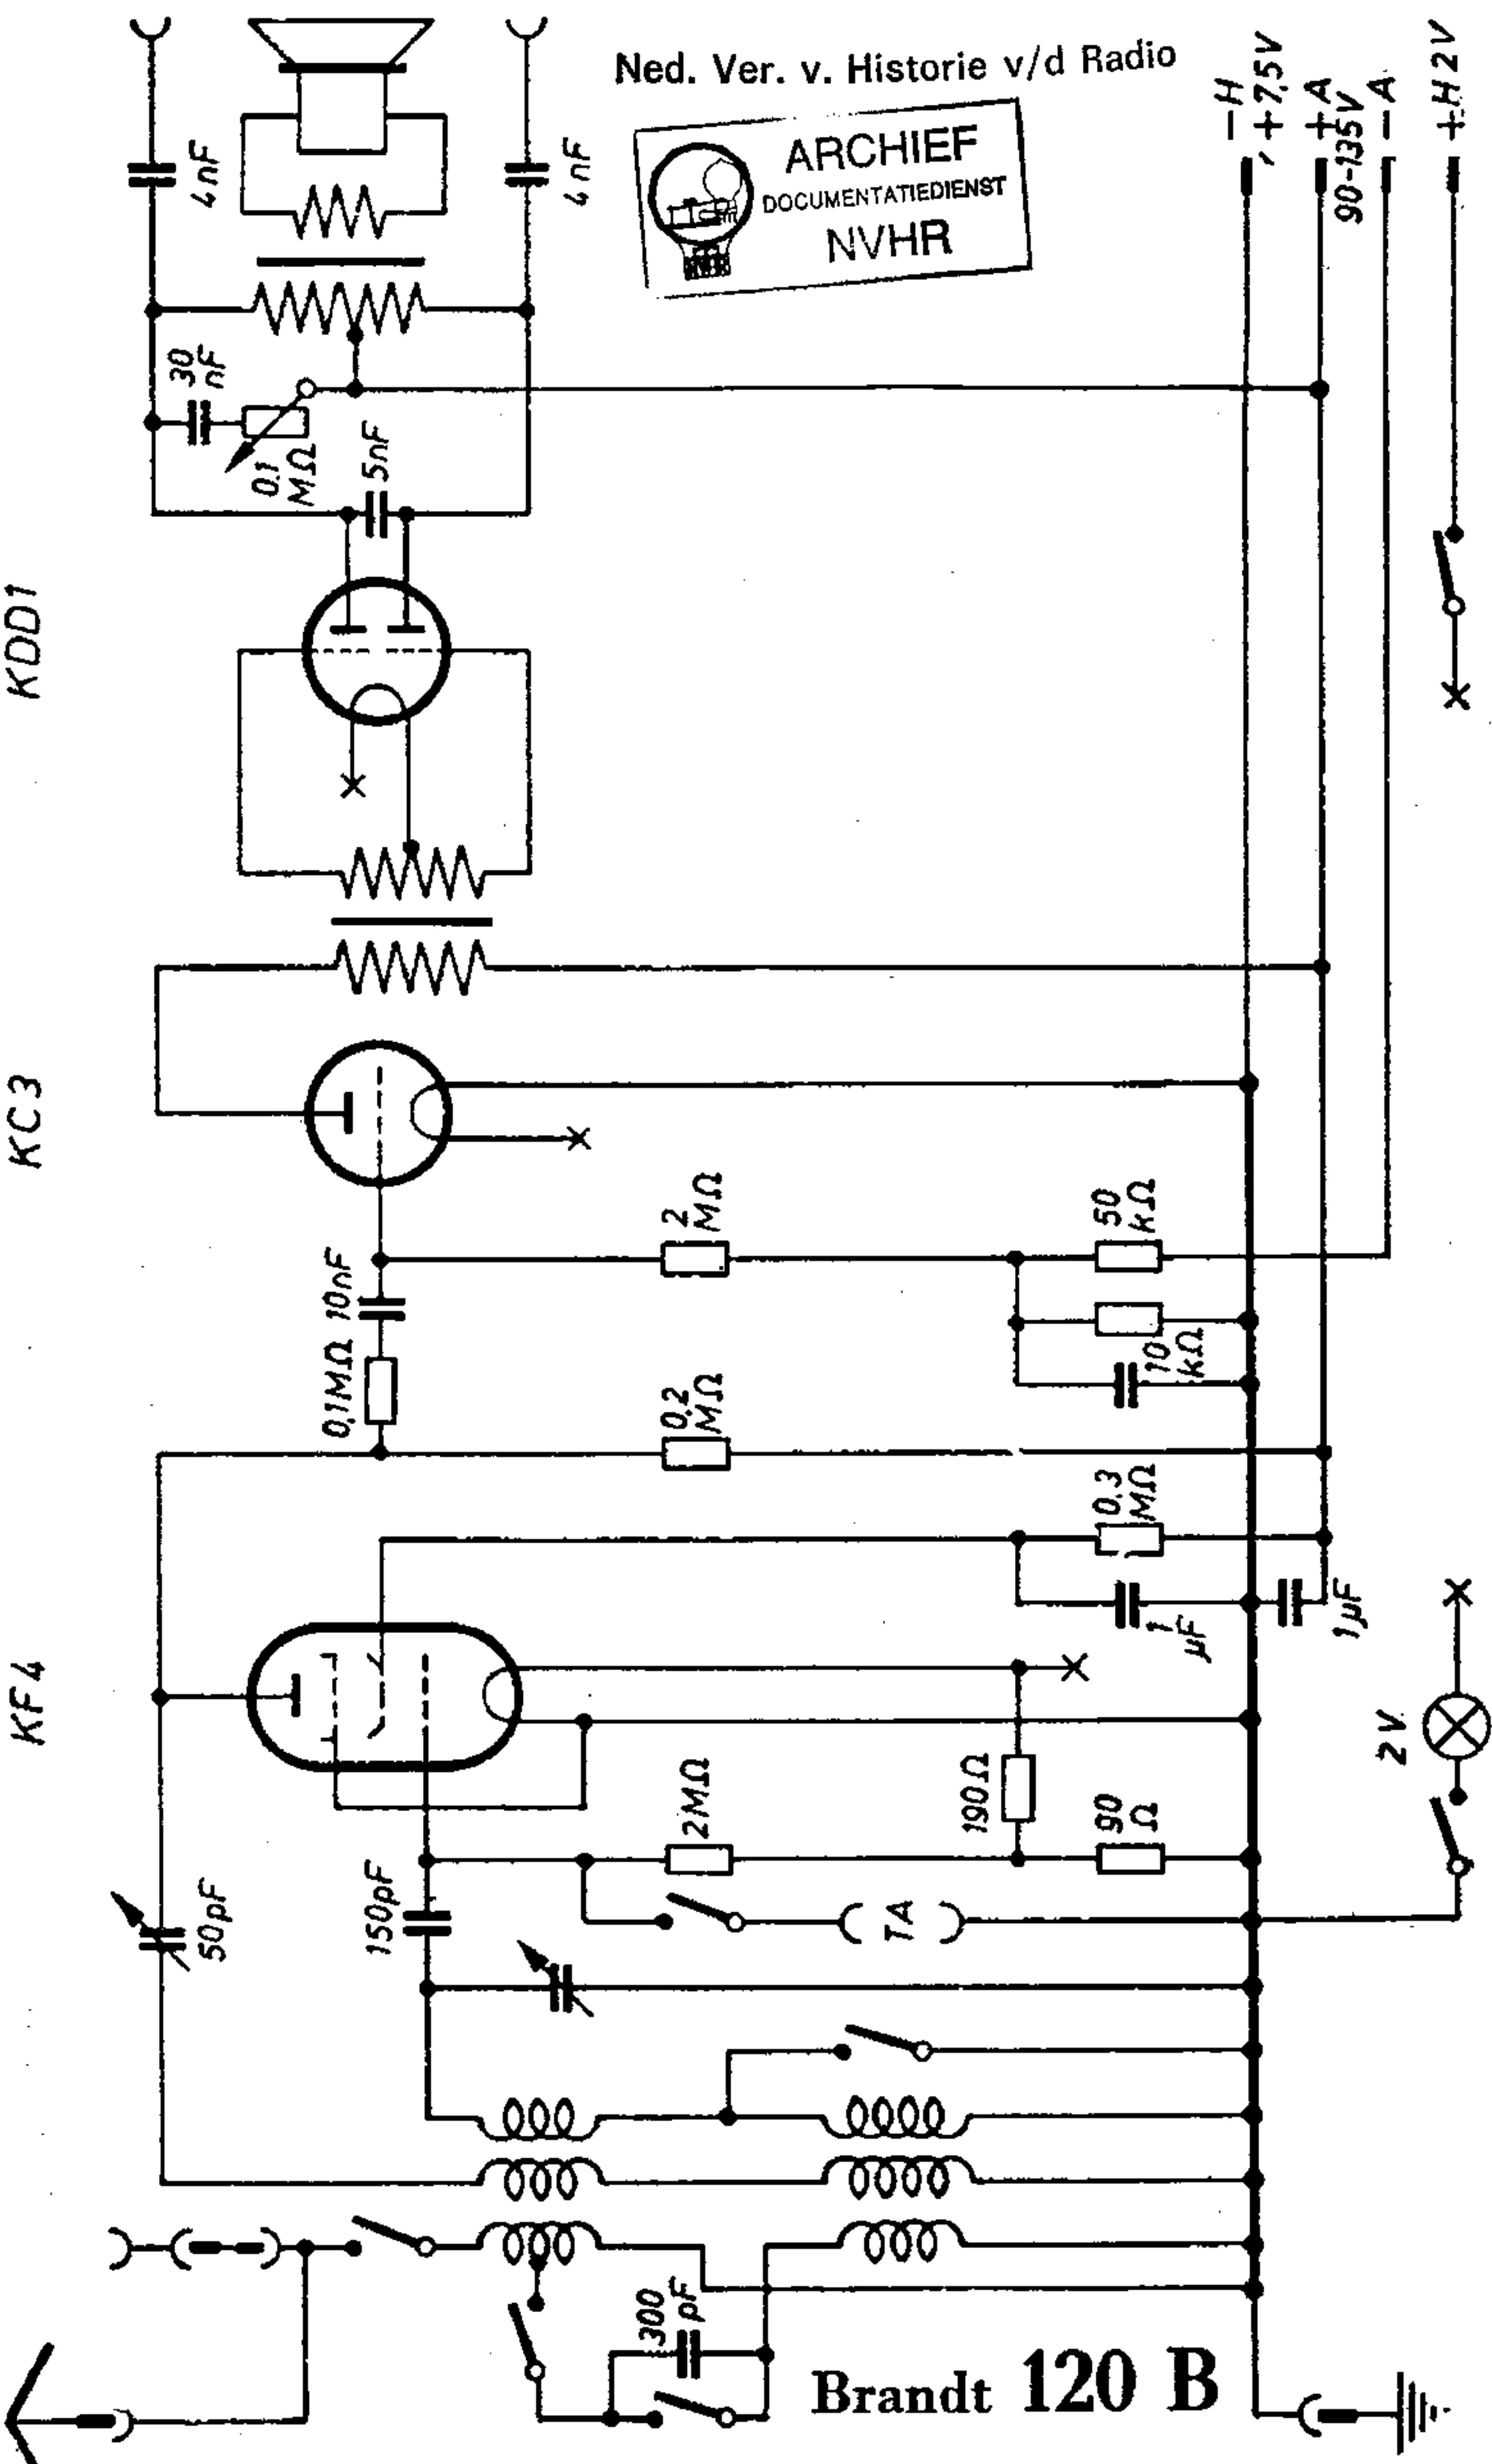 KF4
KC3
KDD1
50pF
150pF
2MΩ
190Ω
90
Ω
TA
300
pF
0,1MΩ
10nF
0,2
MΩ
0,3
MΩ
1
µF
1µF
2
MΩ
50
kΩ
10
kΩ
30
nF
0,1
MΩ
5nF
4nF
4nF
2V
-H
,+7,5V
+A
90-135V
-A
+H2V
Ned. Ver. v. Historie v/d Radio
ARCHIEF
DOCUMENTATIEDIENST
NVHR
Brandt 120 B